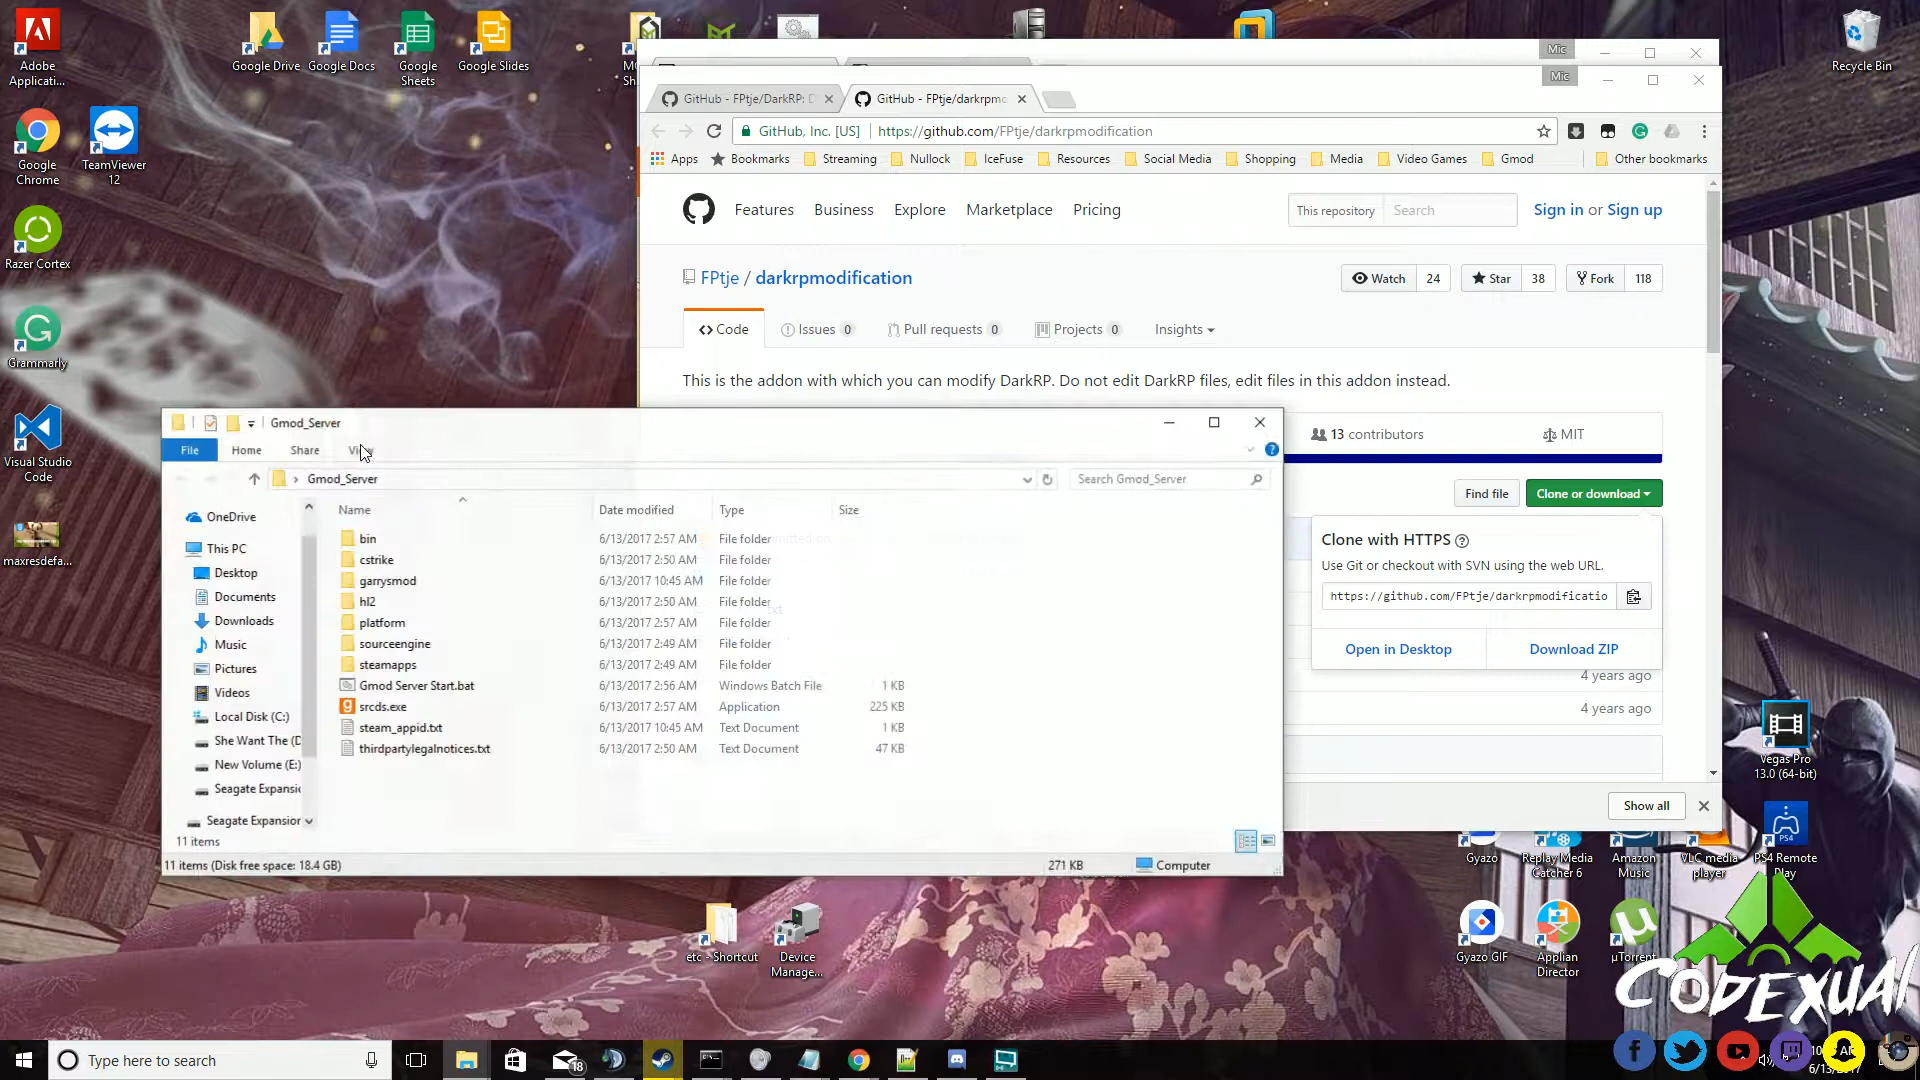 Adobe
Applicati...
Google Drive
Google Docs
Google
Sheets
Google Slides
Recycle Bin
Google
Chrome
TeamViewer
12
Razer Cortex
Grammarly
Visual Studio
Code
maxresdefa...
Mic
Mic
GitHub - FPtje/DarkRP: D
GitHub - FPtje/darkrpmo
GitHub, Inc. [US]
https://github.com/FPtje/darkrpmodification
Apps
Bookmarks
Streaming
Nullock
IceFuse
Resources
Social Media
Shopping
Media
Video Games
Gmod
Other bookmarks
Features
Business
Explore
Marketplace
Pricing
This repository
Search
Sign in or Sign up
FPtje / darkrpmodification
Watch 24
Star 38
Fork 118
Code
Issues 0
Pull requests 0
Projects 0
Insights
This is the addon with which you can modify DarkRP. Do not edit DarkRP files, edit files in this addon instead.
13 contributors
MIT
Find file
Clone or download
Clone with HTTPS
Use Git or checkout with SVN using the web URL.
https://github.com/FPtje/darkrpmodificatio
Open in Desktop
Download ZIP
4 years ago
4 years ago
Show all
Gmod_Server
File
Home
Share
Gmod_Server
Search Gmod_Server
OneDrive
This PC
Desktop
Documents
Downloads
Music
Pictures
Videos
Local Disk (C:)
She Want The (D
New Volume (E:)
Seagate Expansic
Seagate Expansion
Name Date modified Type Size
bin 6/13/2017 2:57 AM File folder
cstrike 6/13/2017 2:50 AM File folder
garrysmod 6/13/2017 10:45 AM File folder
hl2 6/13/2017 2:50 AM File folder
platform 6/13/2017 2:57 AM File folder
sourceengine 6/13/2017 2:49 AM File folder
steamapps 6/13/2017 2:49 AM File folder
Gmod Server Start.bat 6/13/2017 2:56 AM Windows Batch File 1 KB
srcds.exe 6/13/2017 2:57 AM Application 225 KB
steam_appid.txt 6/13/2017 10:45 AM Text Document 1 KB
thirdpartylegalnotices.txt 6/13/2017 2:50 AM Text Document 47 KB
11 items
11 items (Disk free space: 18.4 GB)
271 KB
Computer
Vegas Pro
13.0 (64-bit)
Gyazo
Replay Media
Catcher 6
Amazon
Music
VLC media
player
PS4 Remote
Play
etc - Shortcut
Device
Manage...
Gyazo GIF
Applian
Director
µTorrent
CODEXUAL
Type here to search
18